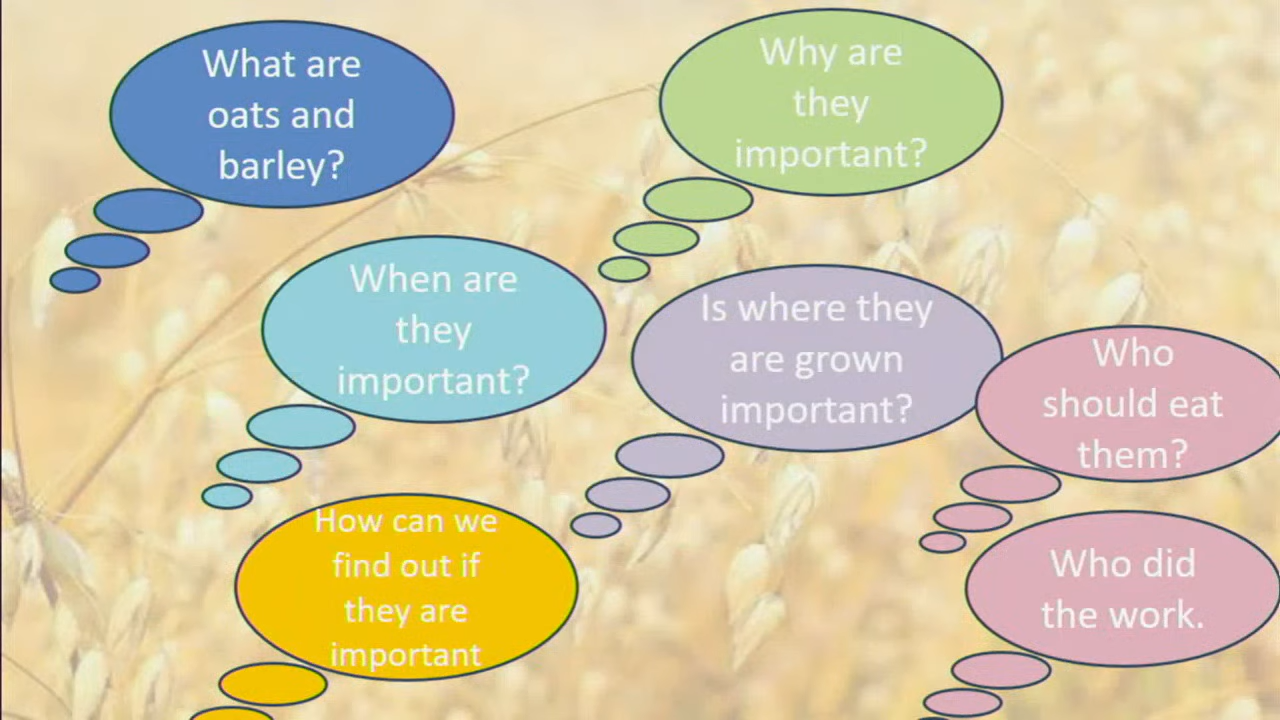 What are
oats and
barley?
Why are
they
important?
When are
they
important?
Is where they
are grown
important?
Who
should eat
them?
How can we
find out if
they are
important
Who did
the work.